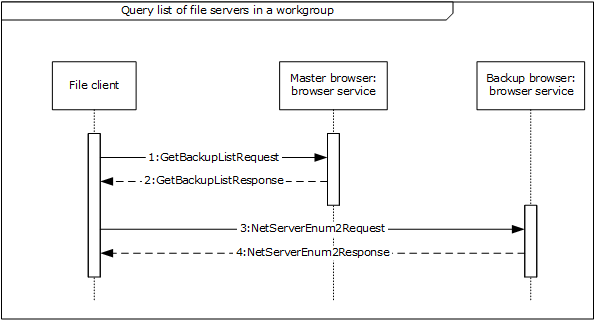 Query list of file servers in a workgroup
File client
Master browser:
browser service
Backup browser:
browser service
1:GetBackupListRequest
2:GetBackupListResponse
3:NetServerEnum2Request
4:NetServerEnum2Response